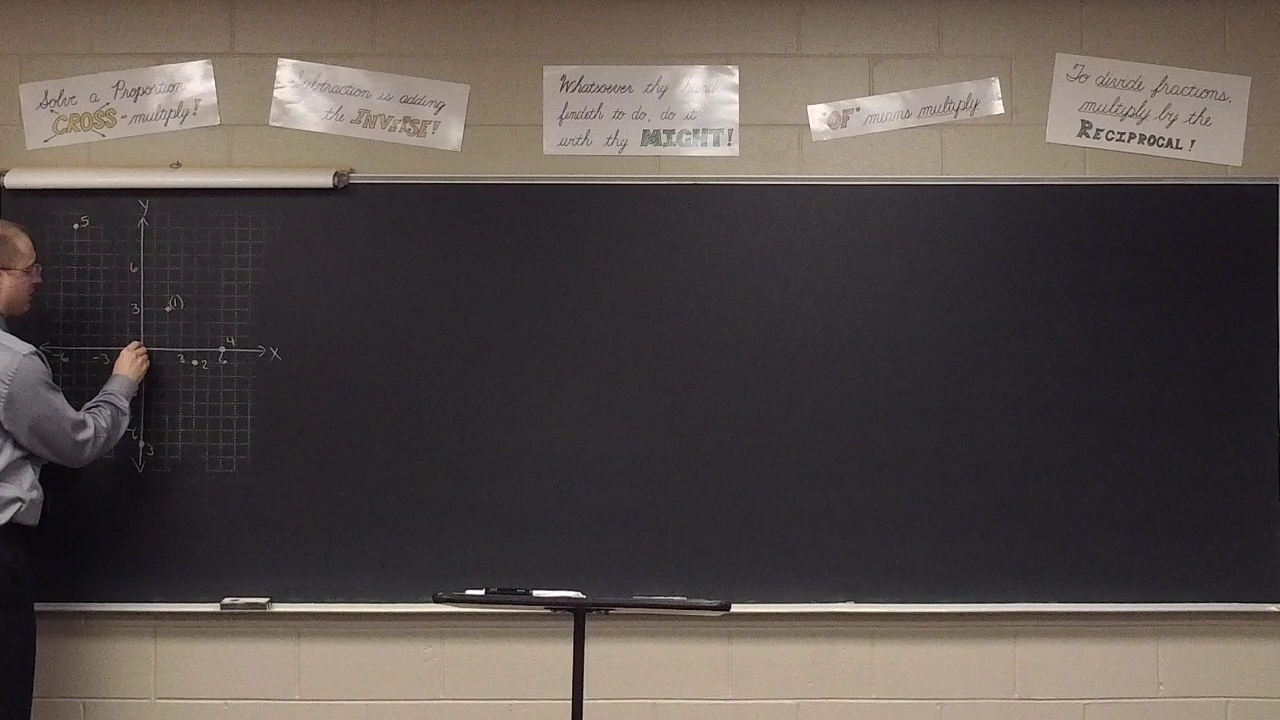 Solve a Proportion
CROSS-multiply!
Subtraction is adding
the INVERSE!
Whatsoever thy hand
findeth to do, do it
with thy MIGHT!
"OF" means multiply
To divide fractions,
multiply by the
RECIPROCAL!
Y
5
6
3
(1)
4
-6 -3 3 2 6
X
3